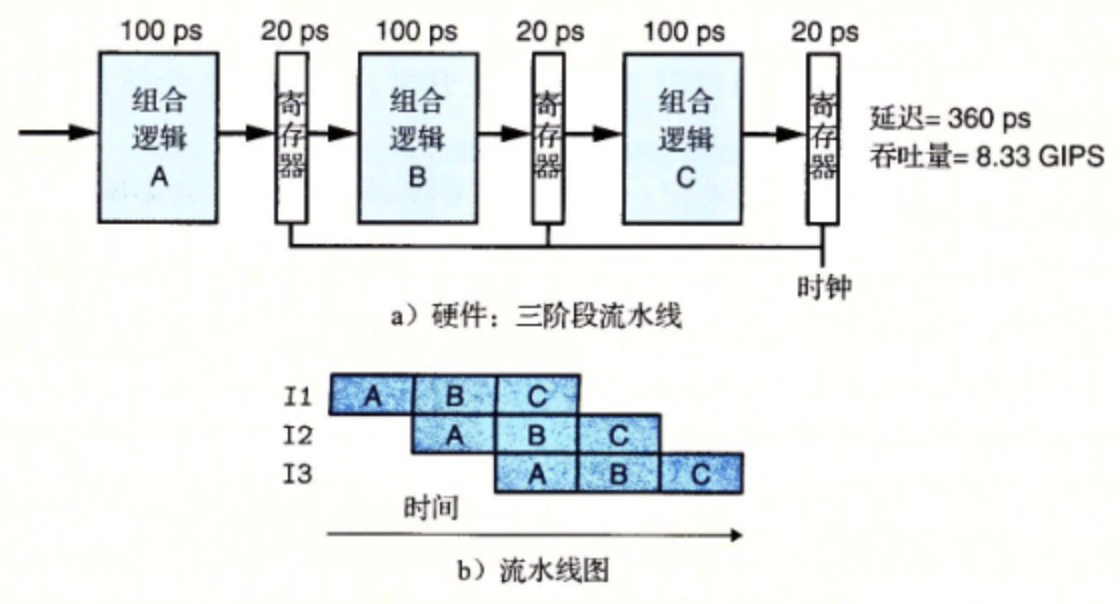 100 ps 20 ps 100 ps 20 ps 100 ps 20 ps
组合逻辑A
寄存器
组合逻辑B
寄存器
组合逻辑C
寄存器
延迟= 360 ps
吞吐量= 8.33 GIPS
时钟
a）硬件：三阶段流水线
I1 A B C
I2 A B C
I3 A B C
时间
b）流水线图